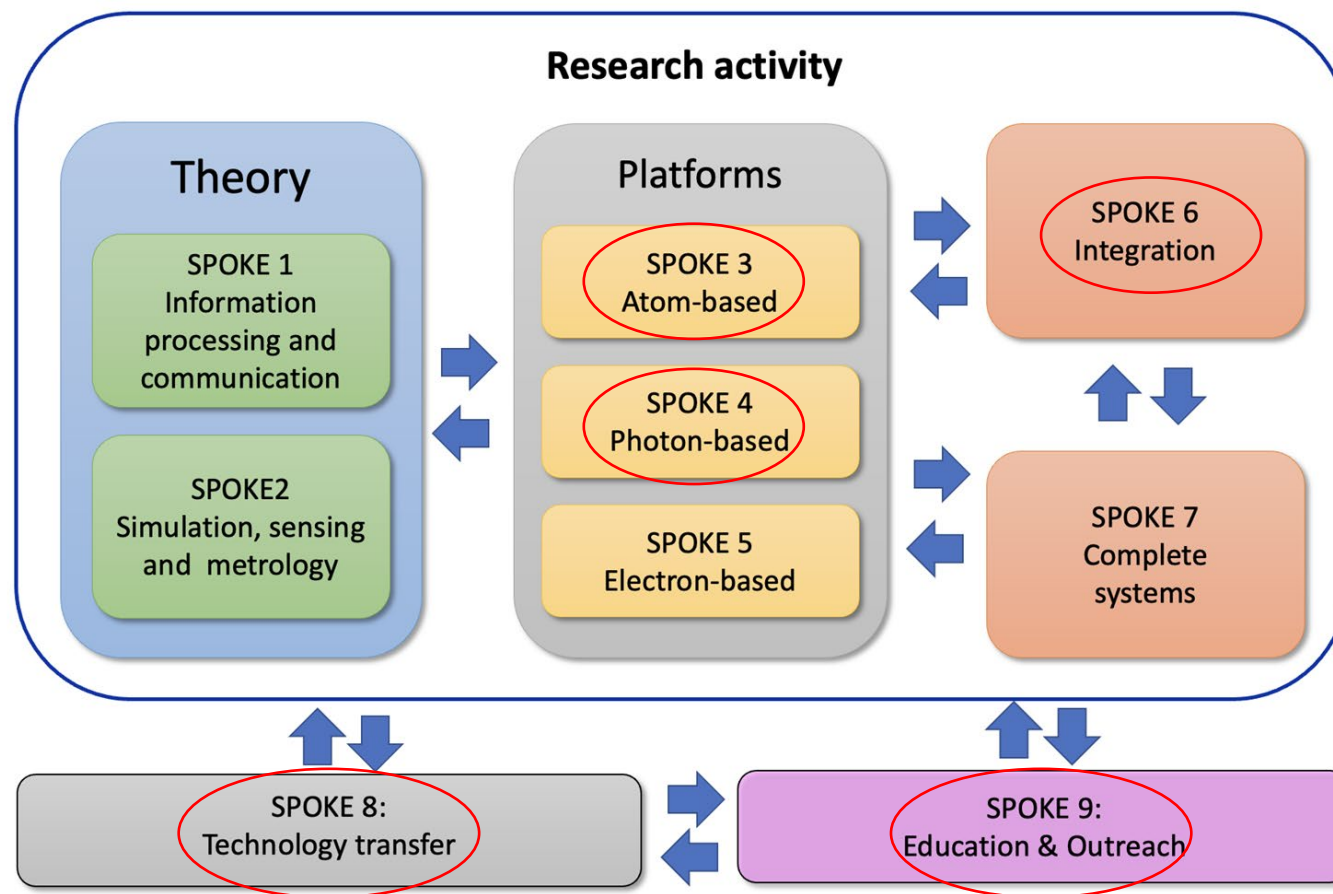 Research activity
Theory
SPOKE 1
Information
processing and
communication
SPOKE2
Simulation, sensing
and metrology
Platforms
SPOKE 3
Atom-based
SPOKE 4
Photon-based
SPOKE 5
Electron-based
SPOKE 6
Integration
SPOKE 7
Complete
systems
SPOKE 8:
Technology transfer
SPOKE 9:
Education & Outreach